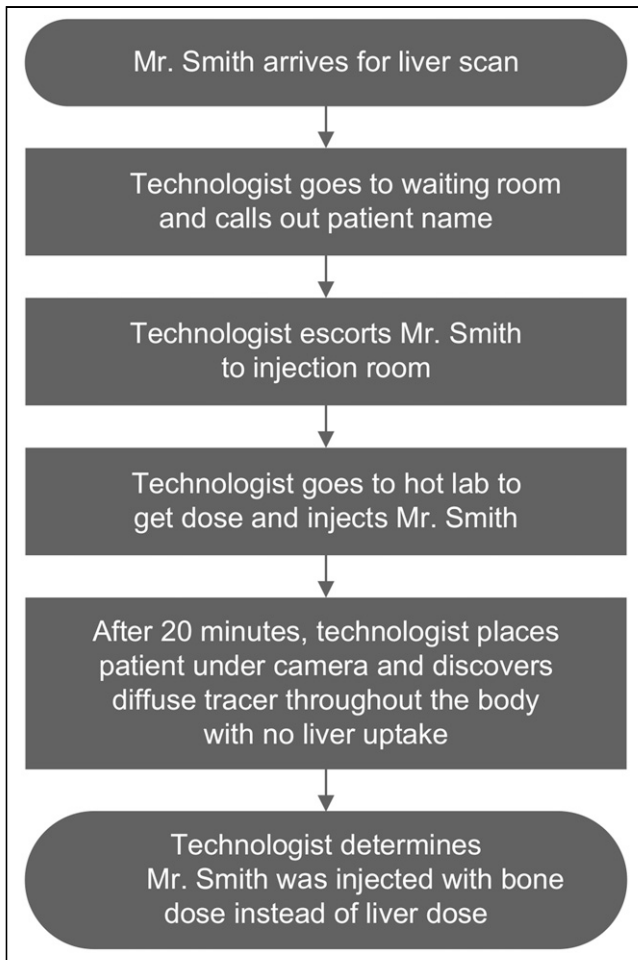 Mr. Smith arrives for liver scan
Technologist goes to waiting room
and calls out patient name
Technologist escorts Mr. Smith
to injection room
Technologist goes to hot lab to
get dose and injects Mr. Smith
After 20 minutes, technologist places
patient under camera and discovers
diffuse tracer throughout the body
with no liver uptake
Technologist determines
Mr. Smith was injected with bone
dose instead of liver dose